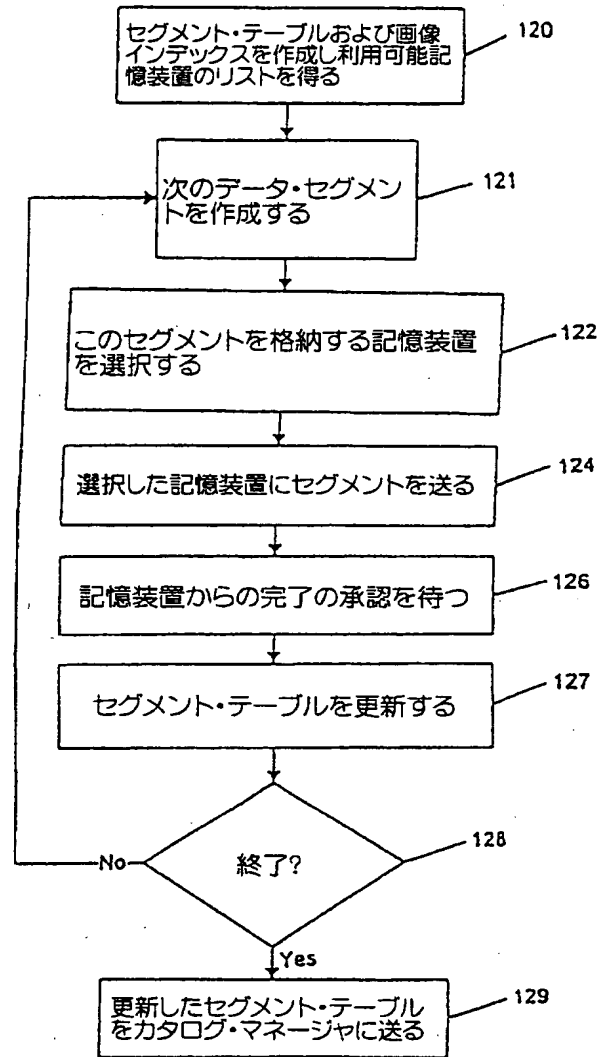 セグメント・テーブルおよび画像
インデックスを作成し利用可能記
憶装置のリストを得る
120
次のデータ・セグメン
トを作成する
121
このセグメントを格納する記憶装置
を選択する
122
選択した記憶装置にセグメントを送る
124
記憶装置からの完了の承認を待つ
126
セグメント・テーブルを更新する
127
終了?
128
No
Yes
更新したセグメント・テーブル
をカタログ・マネージャに送る
129